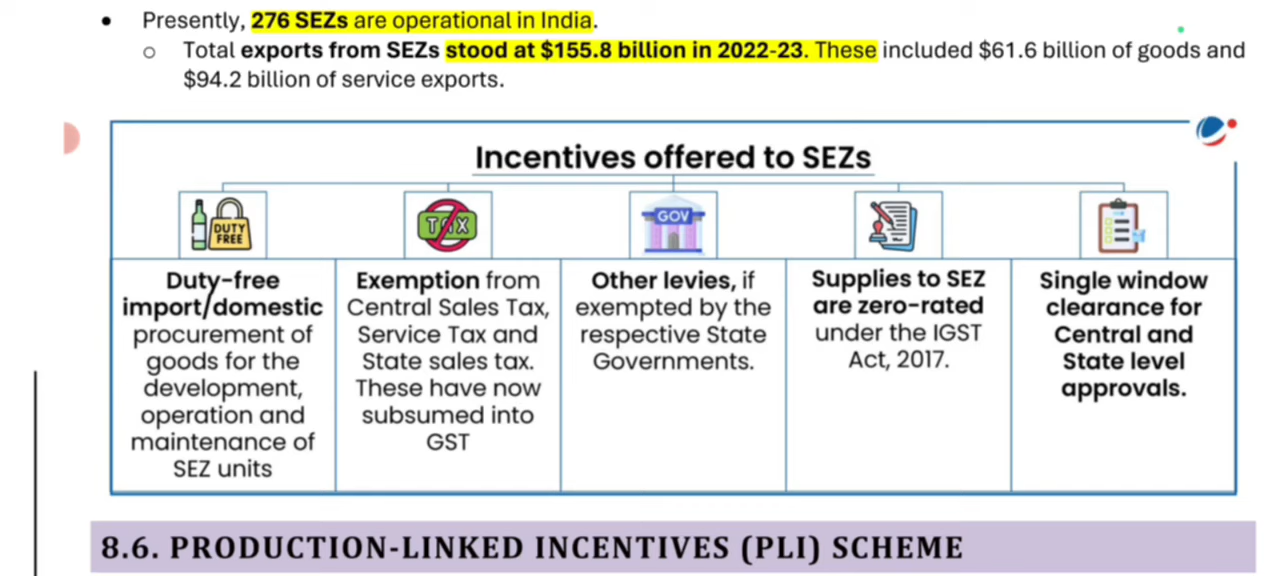 • Presently, 276 SEZs are operational in India.
o Total exports from SEZs stood at $155.8 billion in 2022-23. These included $61.6 billion of goods and
$94.2 billion of service exports.
Incentives offered to SEZs
DUTY
FREE
TAX
GOV
Duty-free
import/domestic
procurement of
goods for the
development,
operation and
maintenance of
SEZ units
Exemption from
Central Sales Tax,
Service Tax and
State sales tax.
These have now
subsumed into
GST
Other levies, if
exempted by the
respective State
Governments.
Supplies to SEZ
are zero-rated
under the IGST
Act, 2017.
Single window
clearance for
Central and
State level
approvals.
8.6. PRODUCTION-LINKED INCENTIVES (PLI) SCHEME